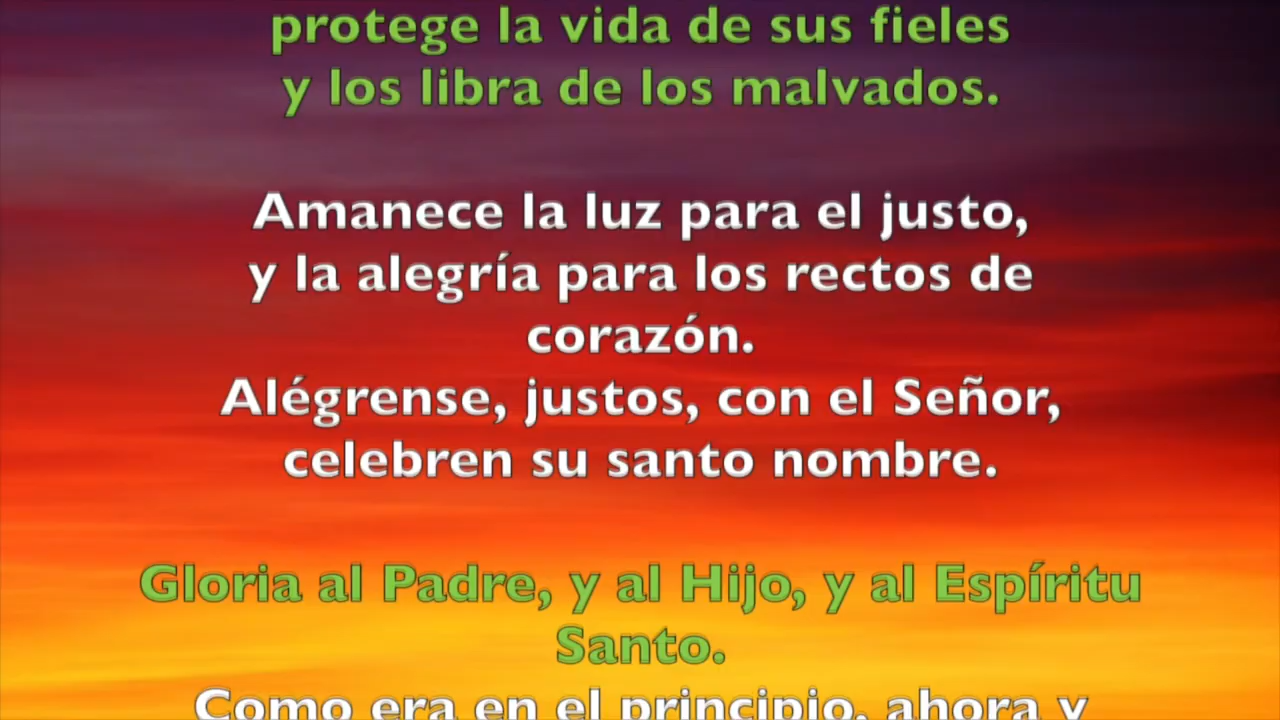 protege la vida de sus fieles
y los libra de los malvados.
Amanece la luz para el justo,
y la alegría para los rectos de
corazón.
Alégrense, justos, con el Señor,
celebren su santo nombre.
Gloria al Padre, y al Hijo, y al Espíritu
Santo.
Como era en el principio, ahora y